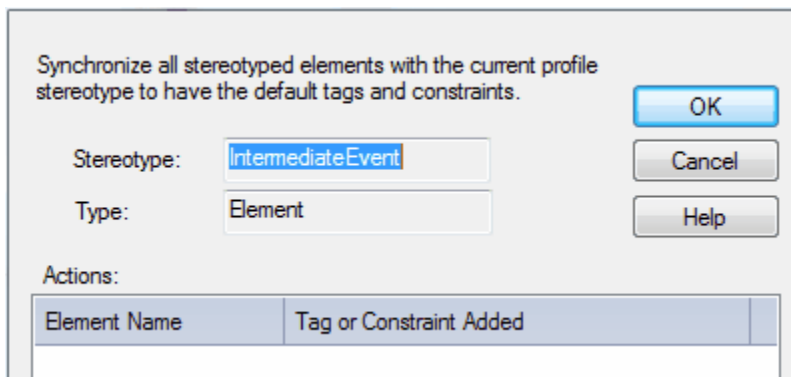 Synchronize all stereotyped elements with the current profile
stereotype to have the default tags and constraints.
OK
Stereotype: IntermediateEvent
Cancel
Type: Element
Help
Actions:
Element Name Tag or Constraint Added